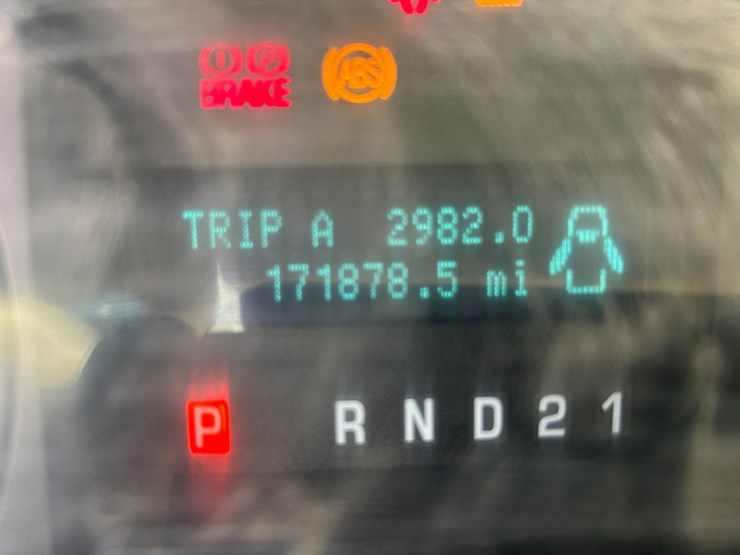 BRAKE ABS
TRIP A 2982.0
171878.5 mi
P R N D 2 1